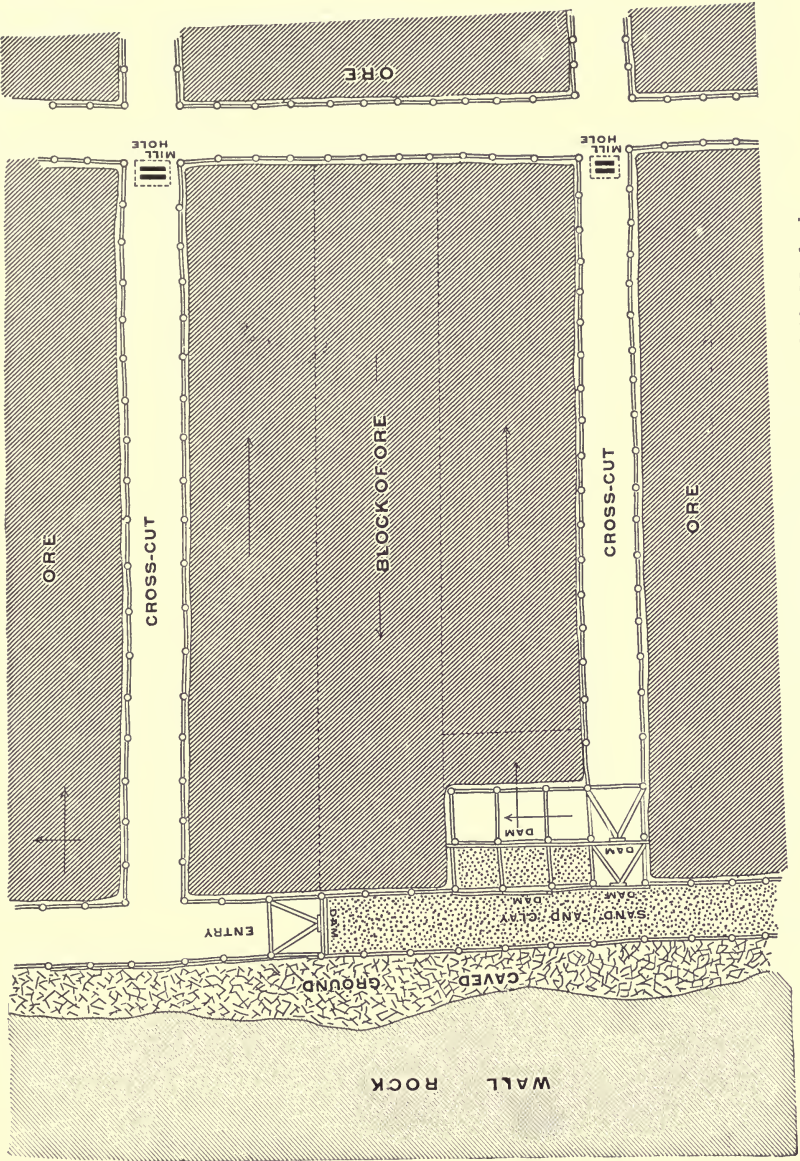 ORE
MILL
HOLE
MILL
HOLE
ORE
CROSS-CUT
BLOCK OF ORE
CROSS-CUT
ORE
DAM
DAM
DAM
DAM
SAND AND CLAY
DAM
ENTRY
CAVED GROUND
WALL ROCK